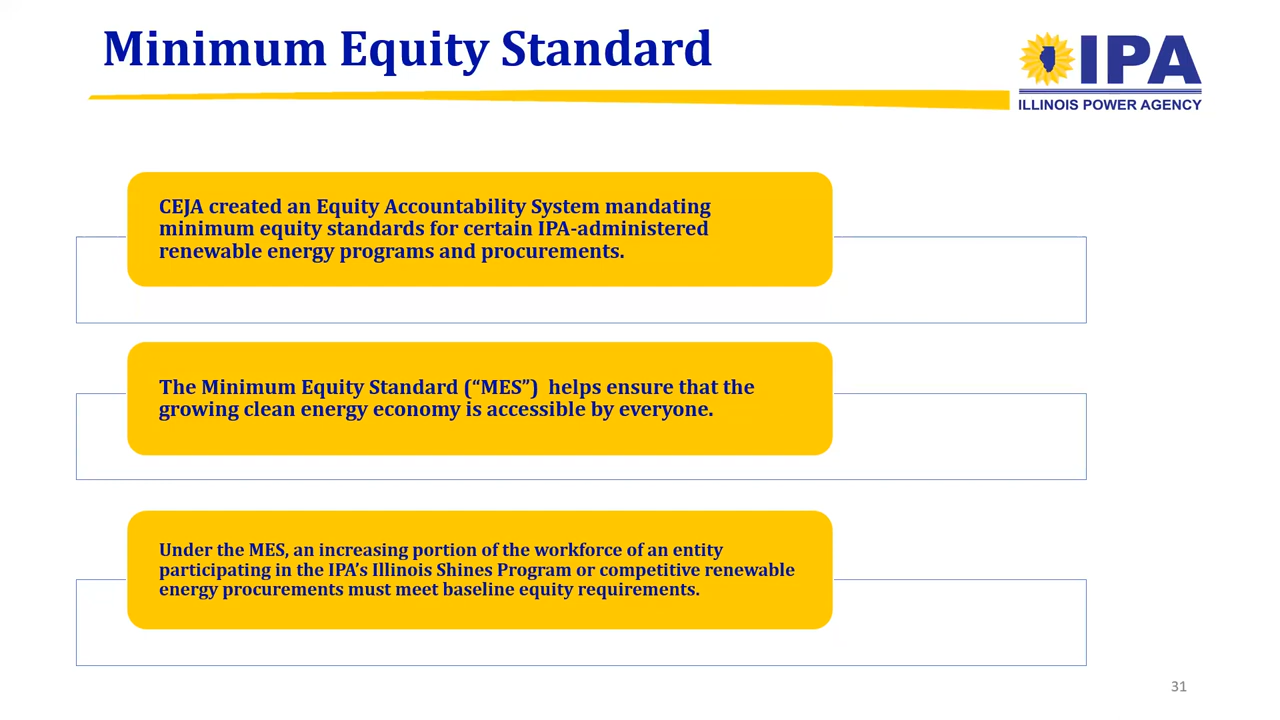 Minimum Equity Standard
IPA
ILLINOIS POWER AGENCY
CEJA created an Equity Accountability System mandating
minimum equity standards for certain IPA-administered
renewable energy programs and procurements.
The Minimum Equity Standard (“MES”)  helps ensure that the
growing clean energy economy is accessible by everyone.
Under the MES, an increasing portion of the workforce of an entity
participating in the IPA’s Illinois Shines Program or competitive renewable
energy procurements must meet baseline equity requirements.
31